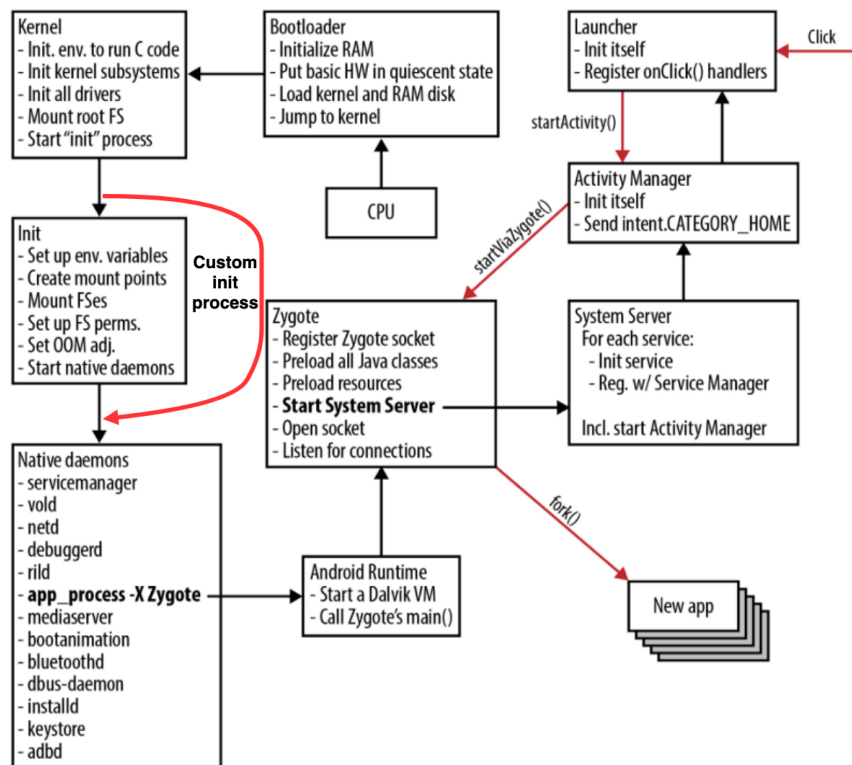 Kernel
- Init. env. to run C code
- Init kernel subsystems
- Init all drivers
- Mount root FS
- Start “init” process
Bootloader
- Initialize RAM
- Put basic HW in quiescent state
- Load kernel and RAM disk
- Jump to kernel
Launcher
- Init itself
- Register onClick() handlers
Click
startActivity()
CPU
Activity Manager
- Init itself
- Send intent.CATEGORY_HOME
startViaZygote()
Init
- Set up env. variables
- Create mount points
- Mount FSes
- Set up FS perms.
- Set OOM adj.
- Start native daemons
Custom
init
process
Zygote
- Register Zygote socket
- Preload all Java classes
- Preload resources
- Start System Server
- Open socket
- Listen for connections
System Server
For each service:
- Init service
- Reg. w/ Service Manager
Incl. start Activity Manager
fork()
Native daemons
- servicemanager
- vold
- netd
- debuggerd
- rild
- app_process -X Zygote
- mediaserver
- bootanimation
- bluetoothd
- dbus-daemon
- installd
- keystore
- adbd
Android Runtime
- Start a Dalvik VM
- Call Zygote’s main()
New app